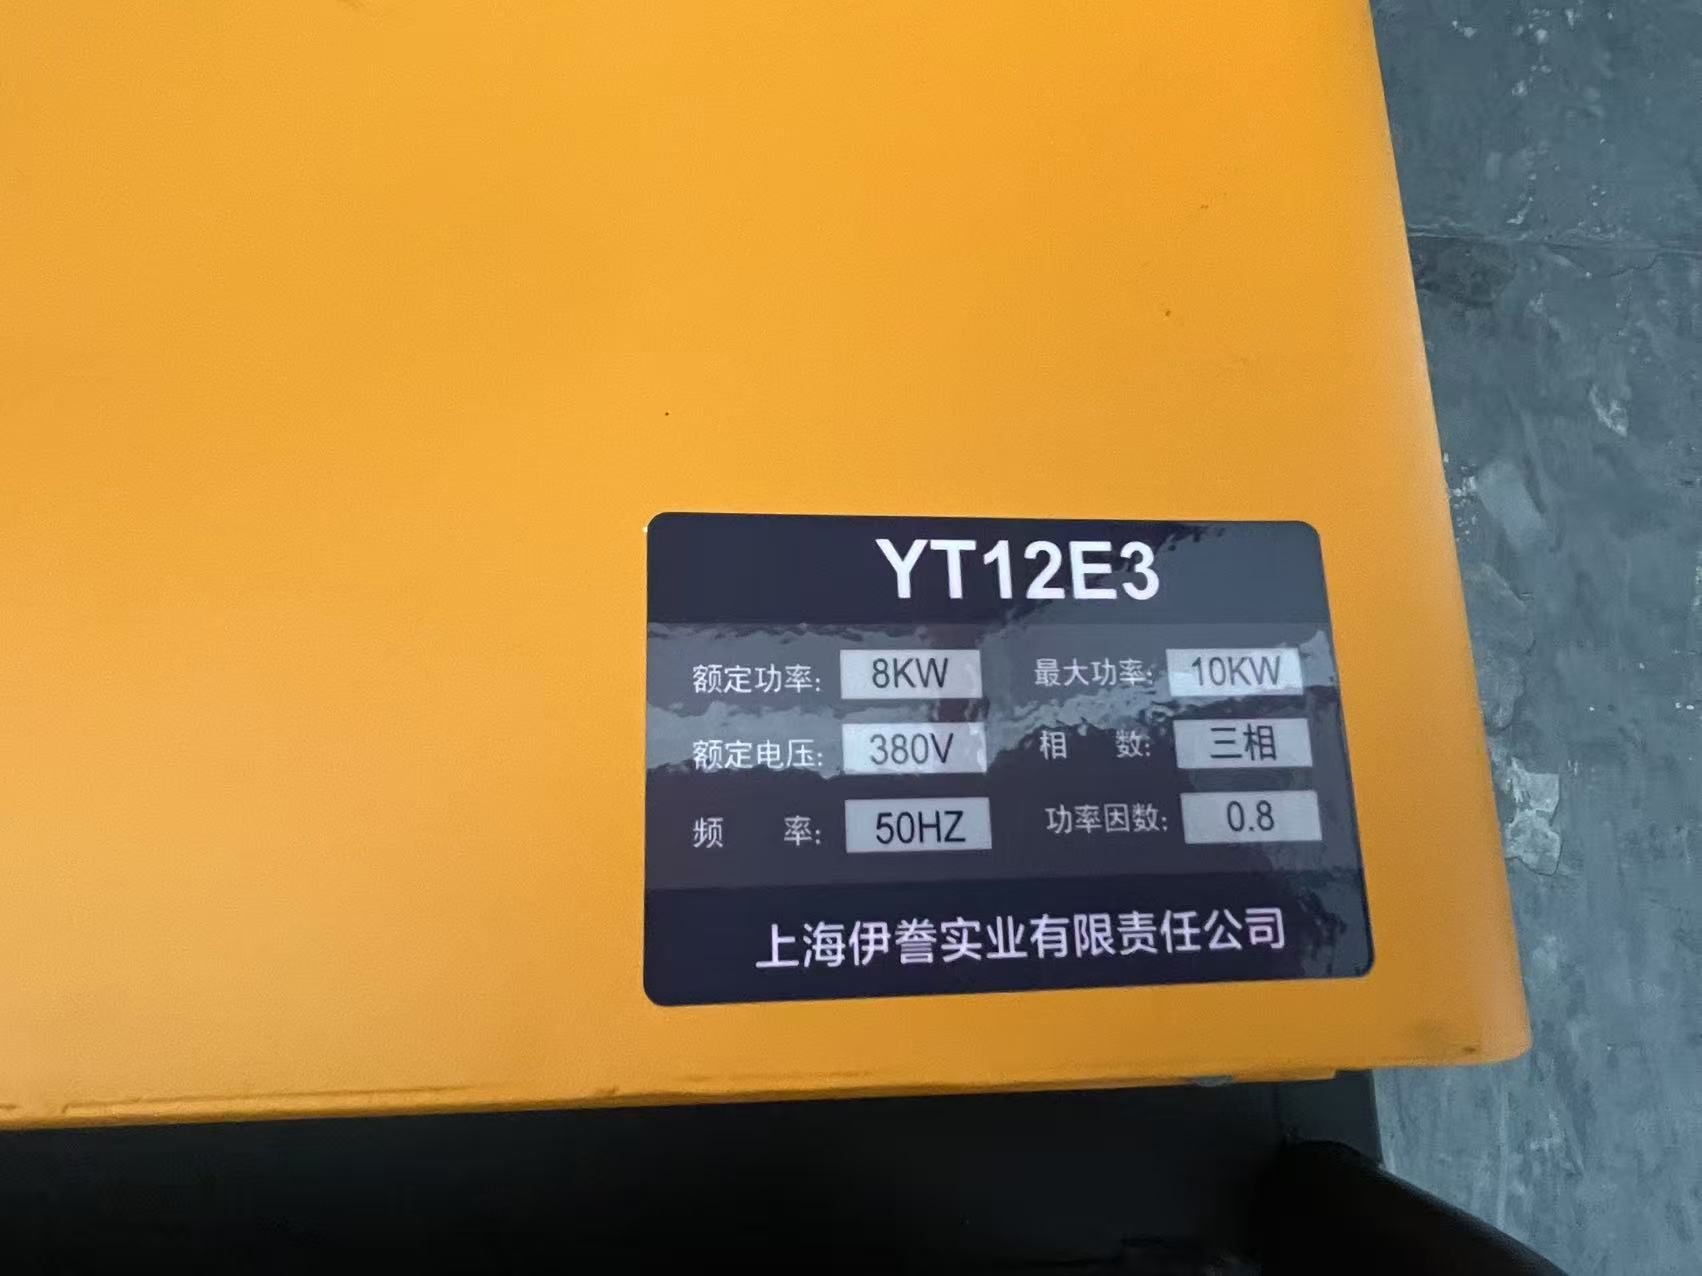 YT12E3
额定功率: 8KW 最大功率: 10KW
额定电压: 380V 相 数: 三相
频 率: 50HZ 功率因数: 0.8
上海伊誊实业有限责任公司